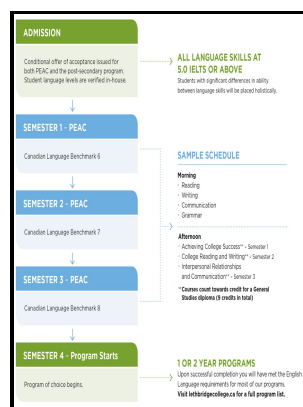 ADMISSION
Conditional offer of acceptance issued for
both PEAC and the post-secondary program.
Student language levels are verified in-house.
ALL LANGUAGE SKILLS AT
5.0 IELTS OR ABOVE
Students with significant differences in ability
between language skills will be placed holistically.
SEMESTER 1 - PEAC
Canadian Language Benchmark 6
SEMESTER 2 - PEAC
Canadian Language Benchmark 7
SEMESTER 3 - PEAC
Canadian Language Benchmark 8
SAMPLE SCHEDULE
Morning
· Reading
· Writing
· Communication
· Grammar
Afternoon
· Achieving College Success** - Semester 1
· College Reading and Writing** - Semester 2
· Interpersonal Relationships
and Communication** - Semester 3
**Courses count towards credit for a General
Studies diploma (9 credits in total)
SEMESTER 4 - Program Starts
Program of choice begins.
1 OR 2 YEAR PROGRAMS
Upon successful completion you will have met the English
Language requirements for most of our programs.
Visit lethbridgecollege.ca for a full program list.